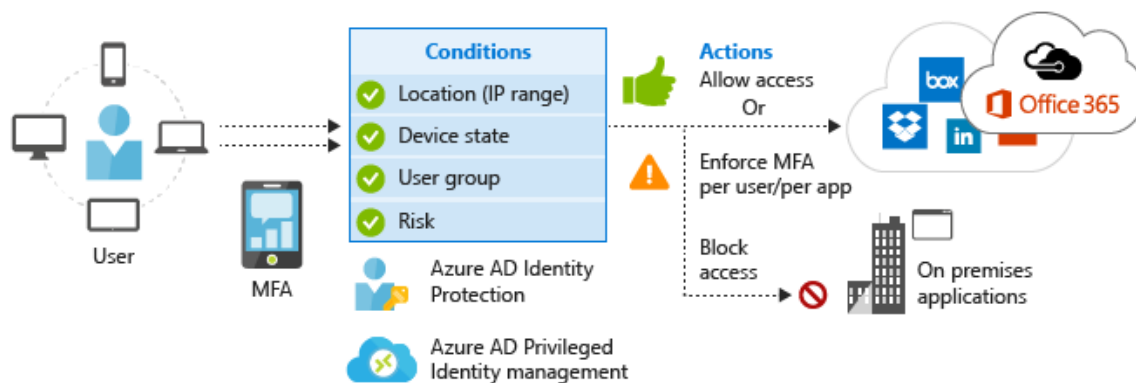 User
MFA
Conditions
Location (IP range)
Device state
User group
Risk
Azure AD Identity
Protection
Azure AD Privileged
Identity management
Actions
Allow access
Or
Enforce MFA
per user/per app
Block
access
box
in
Office 365
On premises
applications